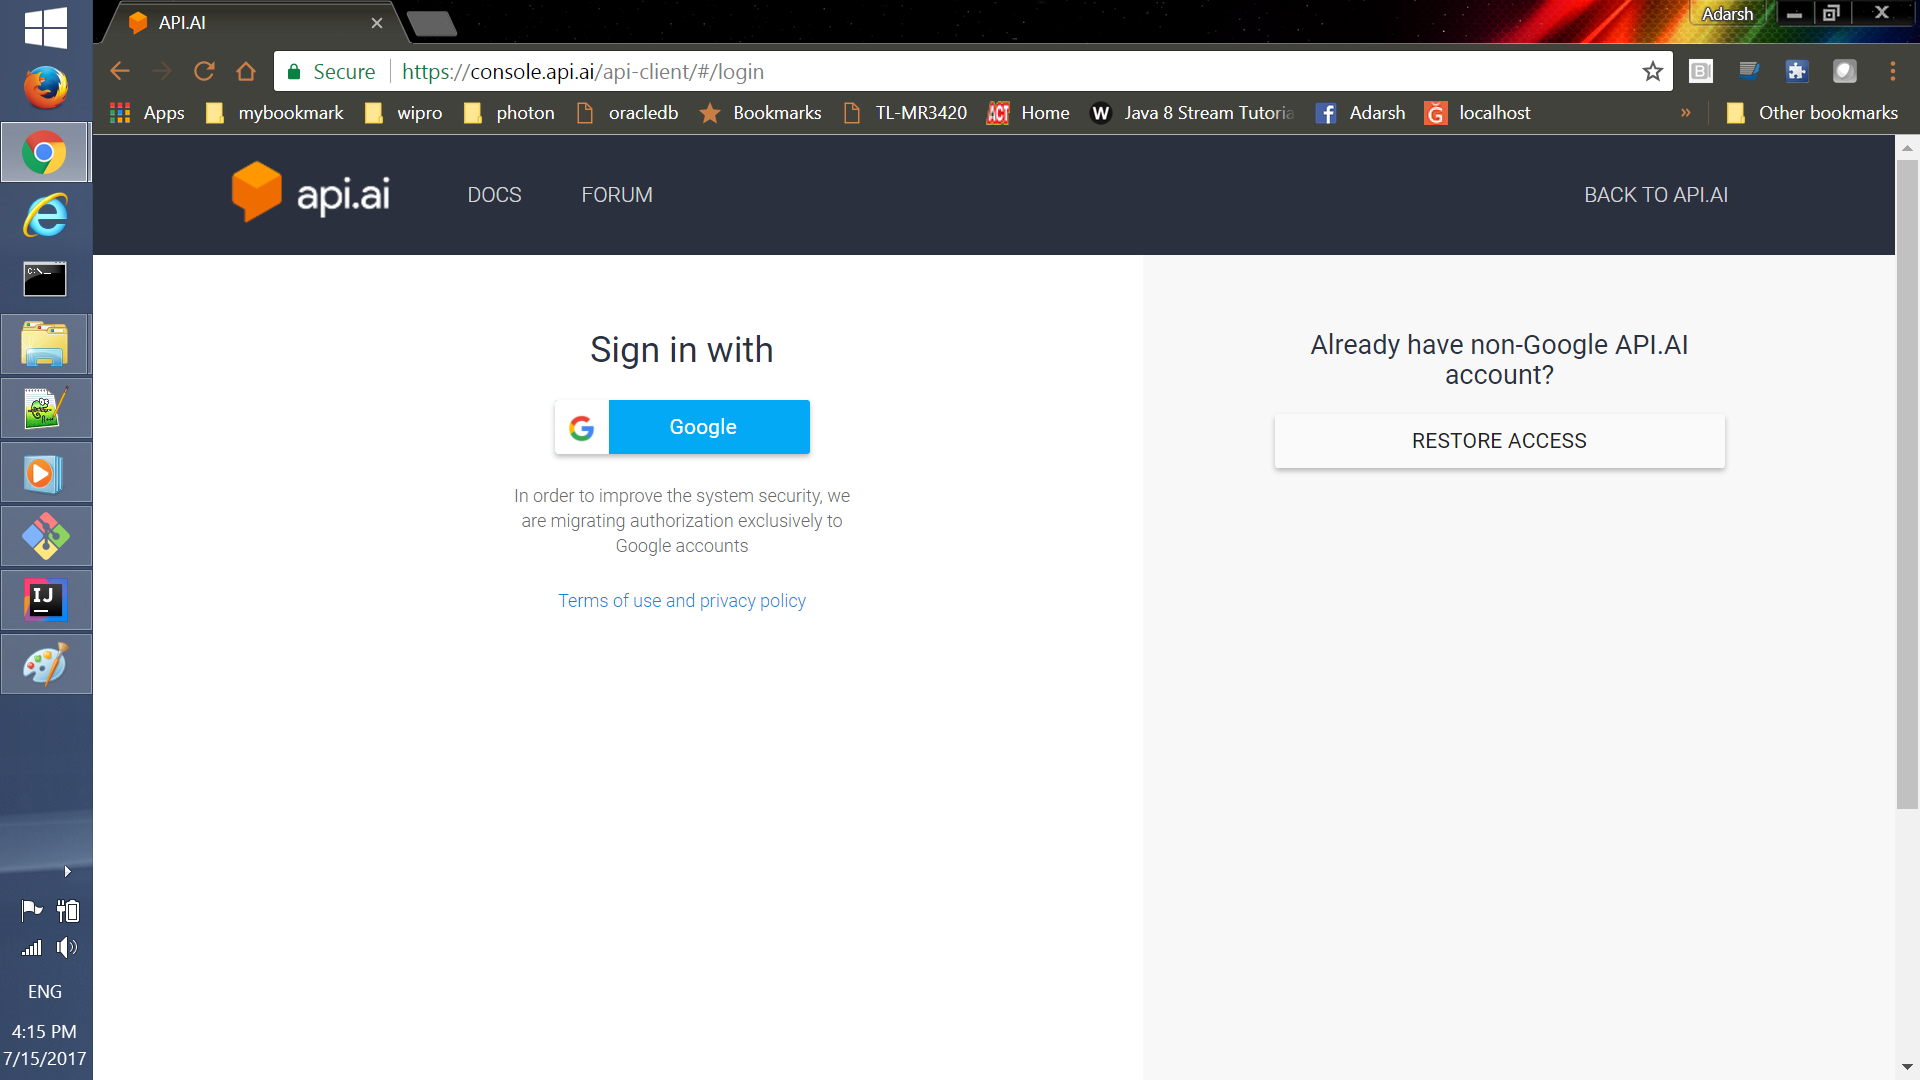 API.AI
Adarsh
Secure https://console.api.ai/api-client/#/login
Apps mybookmark wipro photon oracledb Bookmarks TL-MR3420 ACT Home W Java 8 Stream Tutoria f Adarsh Ğ localhost » Other bookmarks
api.ai DOCS FORUM BACK TO API.AI
Sign in with
G Google
In order to improve the system security, we
are migrating authorization exclusively to
Google accounts
Terms of use and privacy policy
Already have non-Google API.AI
account?
RESTORE ACCESS
C:\_
IJ
ENG
4:15 PM
7/15/2017